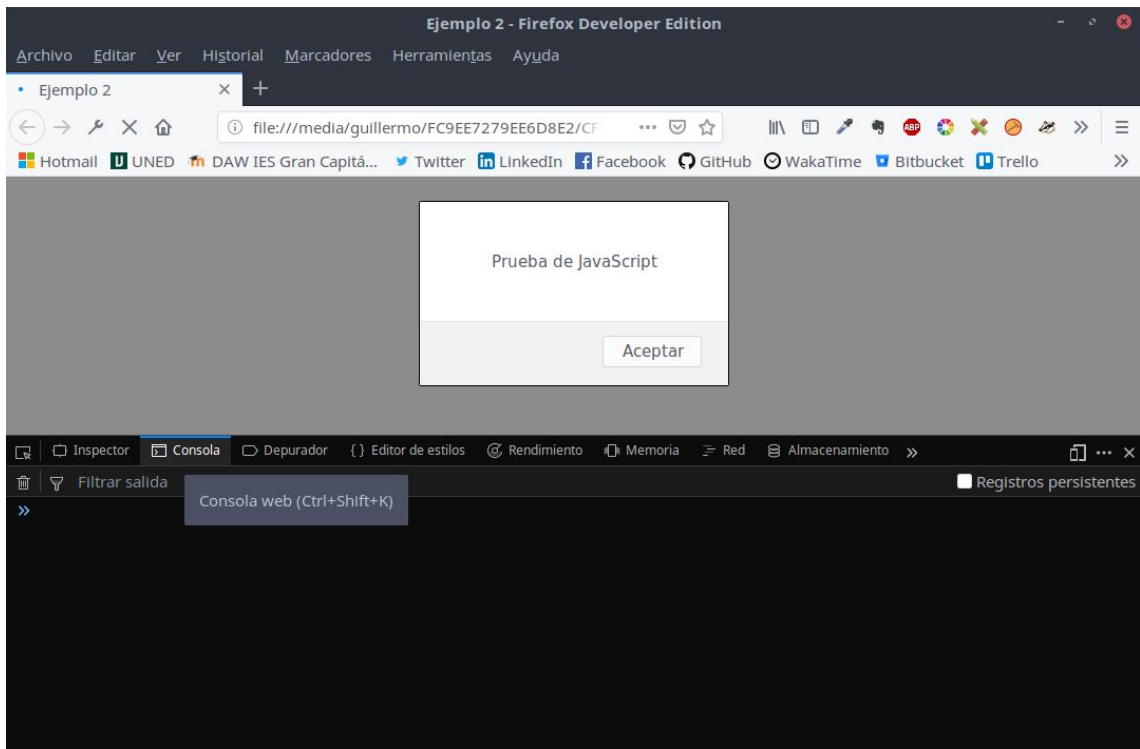 Ejemplo 2 - Firefox Developer Edition
Archivo Editar Ver Historial Marcadores Herramientas Ayuda
Ejemplo 2
file:///media/guillermo/FC9EE7279EE6D8E2/CF
ABP
Hotmail U UNED DAW IES Gran Capitá... Twitter in LinkedIn Facebook GitHub WakaTime Bitbucket Trello
Prueba de JavaScript
Aceptar
Inspector Consola Depurador {} Editor de estilos Rendimiento Memoria Red Almacenamiento
Filtrar salida Registros persistentes
Consola web (Ctrl+Shift+K)